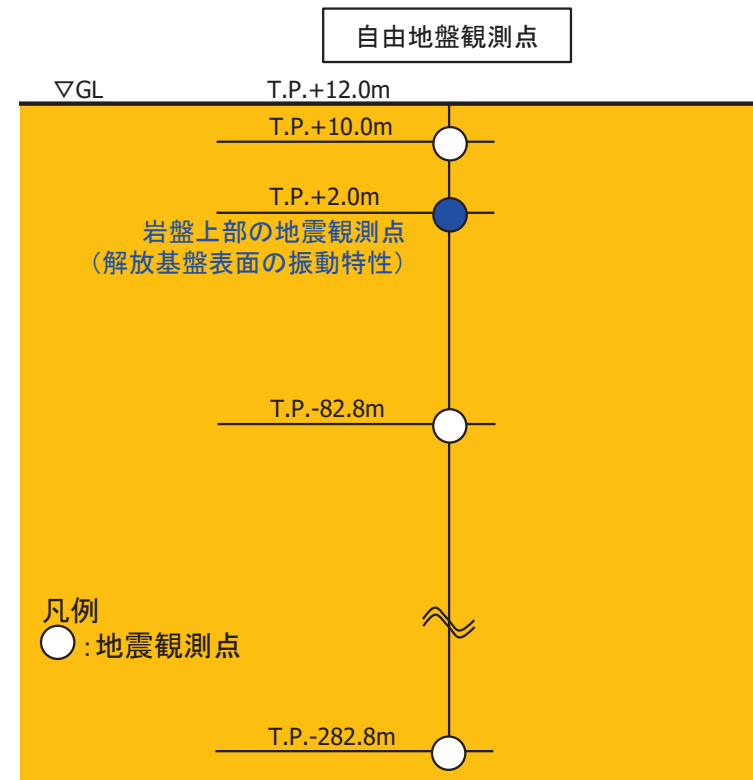 自由地盤観測点
▽GL T.P.+12.0m
T.P.+10.0m
T.P.+2.0m
岩盤上部の地震観測点
（解放基盤表面の振動特性）
T.P.-82.8m
凡例
：地震観測点
T.P.-282.8m